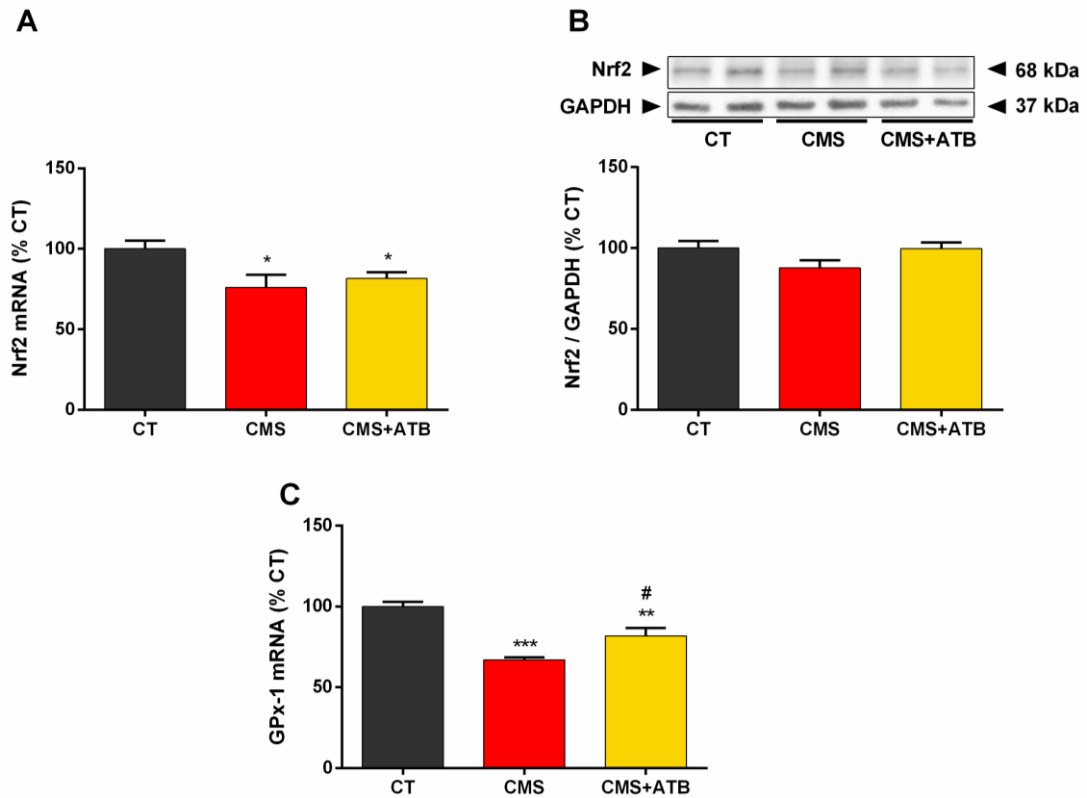 A
150
100
50
0
Nrf2 mRNA (% CT)
*
*
CT CMS CMS+ATB
B
Nrf2 68 kDa
GAPDH 37 kDa
CT CMS CMS+ATB
150
100
50
0
Nrf2 / GAPDH (% CT)
CT CMS CMS+ATB
C
150
100
50
0
GPx-1 mRNA (% CT)
***
#
**
CT CMS CMS+ATB